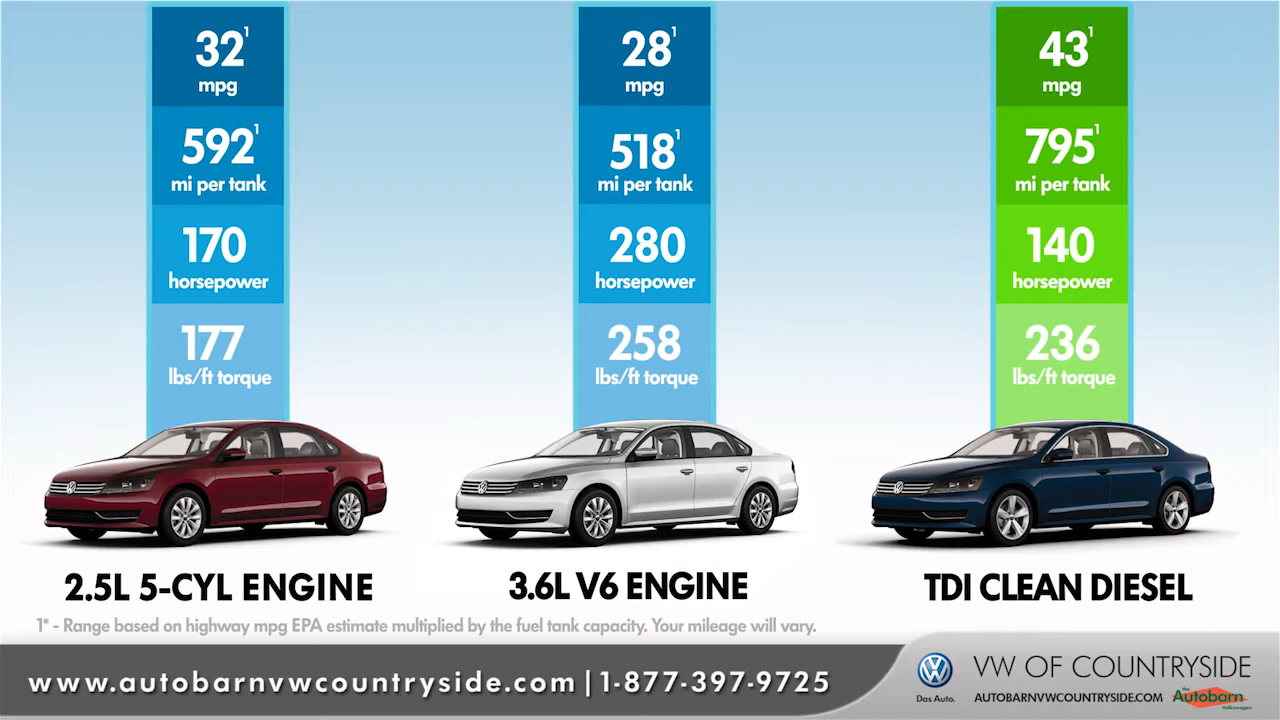 32¹
mpg
592¹
mi per tank
170
horsepower
177
lbs/ft torque
2.5L 5-CYL ENGINE
28¹
mpg
518¹
mi per tank
280
horsepower
258
lbs/ft torque
3.6L V6 ENGINE
43¹
mpg
795¹
mi per tank
140
horsepower
236
lbs/ft torque
TDI CLEAN DIESEL
1* - Range based on highway mpg EPA estimate multiplied by the fuel tank capacity. Your mileage will vary.
www.autobarnvwcountryside.com | 1-877-397-9725
Das Auto.
VW OF COUNTRYSIDE
AUTOBARNVWCOUNTRYSIDE.COM
The
Autobarn
Volkswagen